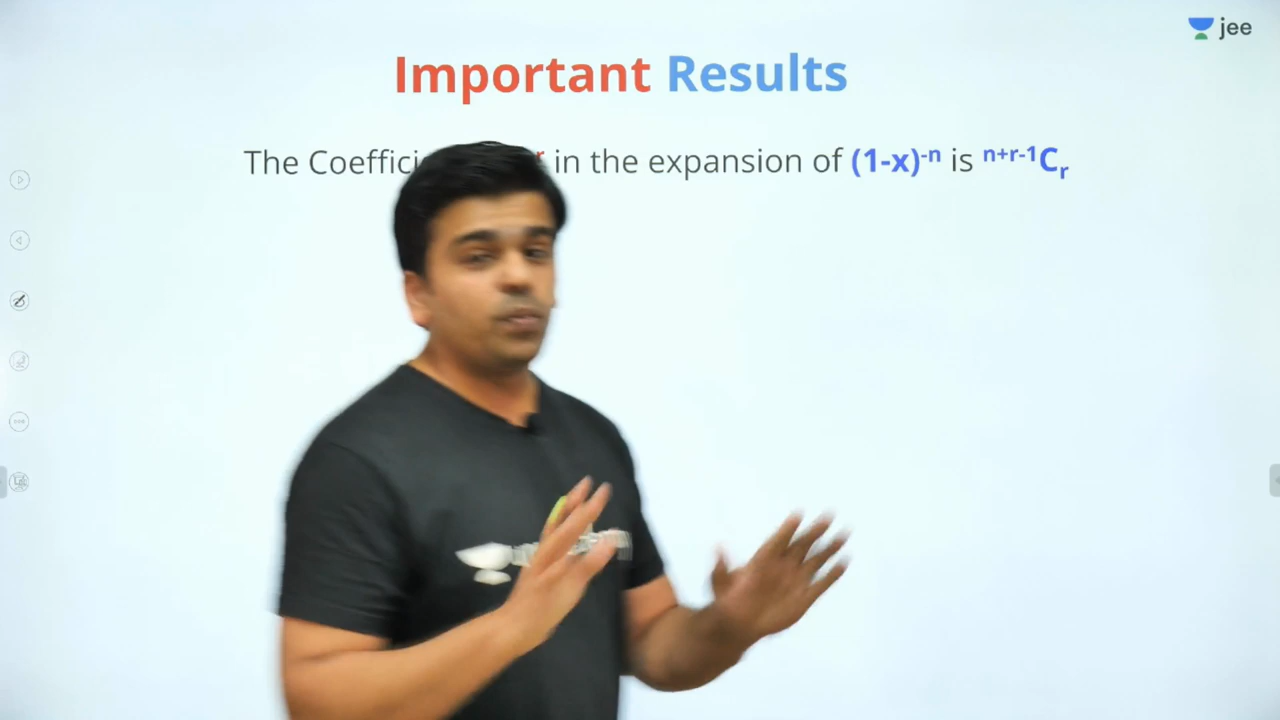 jee
Important Results
The Coeffici r in the expansion of (1-x)⁻ⁿ is ⁿ⁺ʳ⁻¹Cᵣ